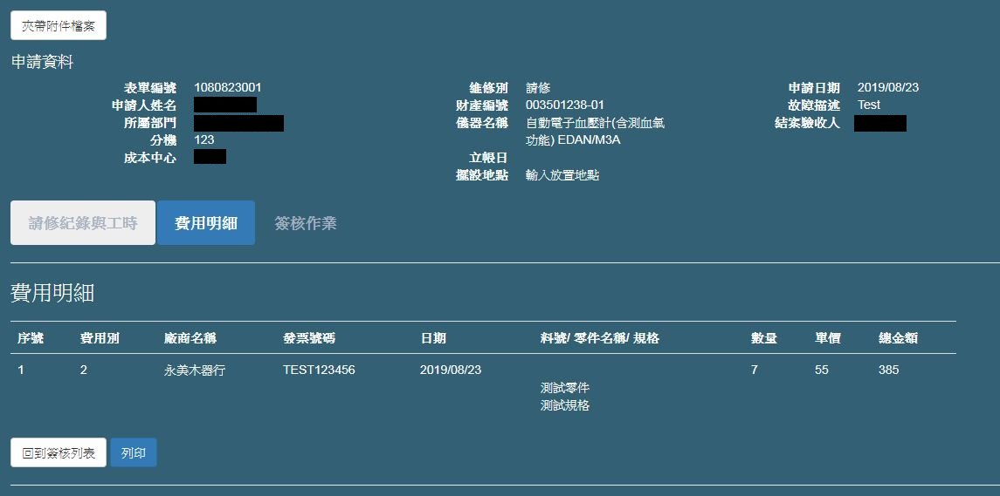 夾帶附件檔案
申請資料
表單編號 1080823001 維修別 請修 申請日期 2019/08/23
申請人姓名 財產編號 003501238-01 故障描述 Test
所屬部門 儀器名稱 自動電子血壓計(含測血氧 結案驗收人
分機 123 功能) EDAN/M3A
成本中心 立帳日
擺設地點 輸入放置地點
請修紀錄與工時 費用明細 簽核作業
費用明細
序號 費用別 廠商名稱 發票號碼 日期 料號/ 零件名稱/ 規格 數量 單價 總金額
1 2 永美木器行 TEST123456 2019/08/23 7 55 385
測試零件
測試規格
回到簽核列表 列印